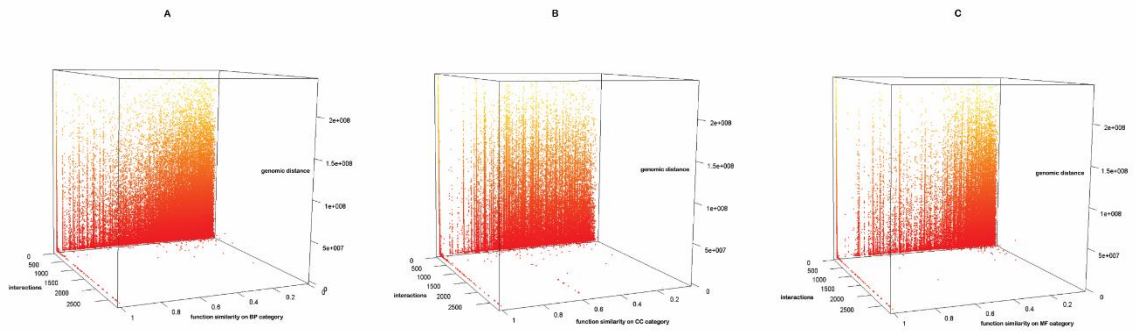 A
B
C
2e+008
1.5e+008
genomic distance
1e+008
5e+007
0
0
500
1000
1500
2000
2500
interactions
1
0.8
0.6
0.4
0.2
0
function similarity on BP category
2e+008
1.5e+008
genomic distance
1e+008
5e+007
0
0
500
1000
1500
2000
2500
interactions
1
0.8
0.6
0.4
0.2
function similarity on CC category
2e+008
1.5e+008
genomic distance
1e+008
5e+007
0
0
500
1000
1500
2000
2500
interactions
1
0.8
0.6
0.4
0.2
0
function similarity on MF category